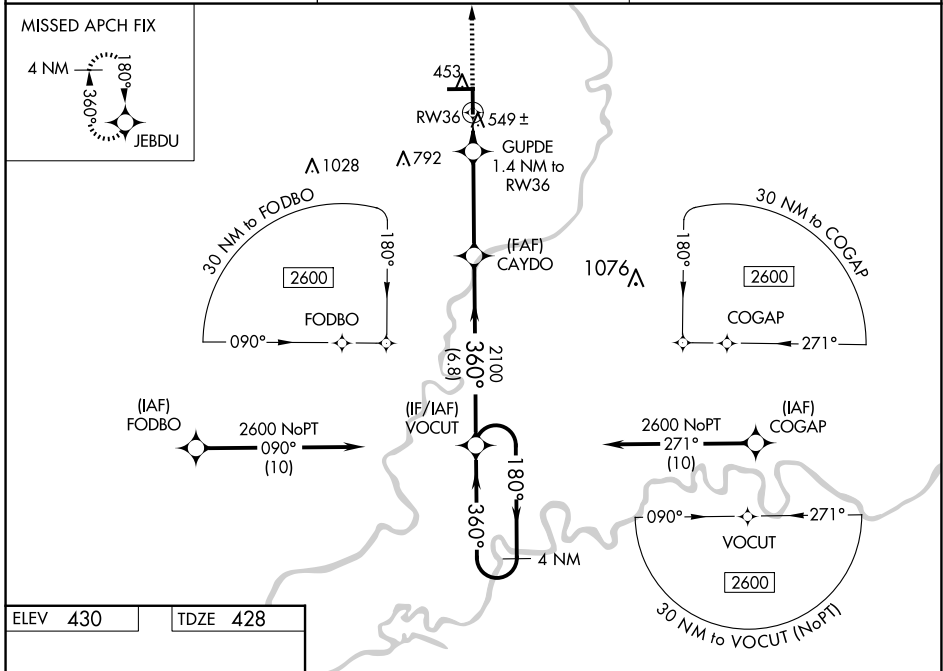 MISSED APCH FIX
4 NM
180°
360°
JEBDU
453
RW36
549 ±
GUPDE
1.4 NM to
RW36
1028
792
30 NM to FODBO
180°
2600
FODBO
090°
(FAF)
CAYDO
1076
30 NM to COGAP
180°
2600
COGAP
271°
2100
360°
(6.8)
(IAF)
FODBO
2600 NoPT
090°
(10)
(IF/IAF)
VOCUT
2600 NoPT
271°
(10)
(IAF)
COGAP
180°
360°
4 NM
090°
271°
VOCUT
2600
30 NM to VOCUT (NoPT)
ELEV 430
TDZE 428